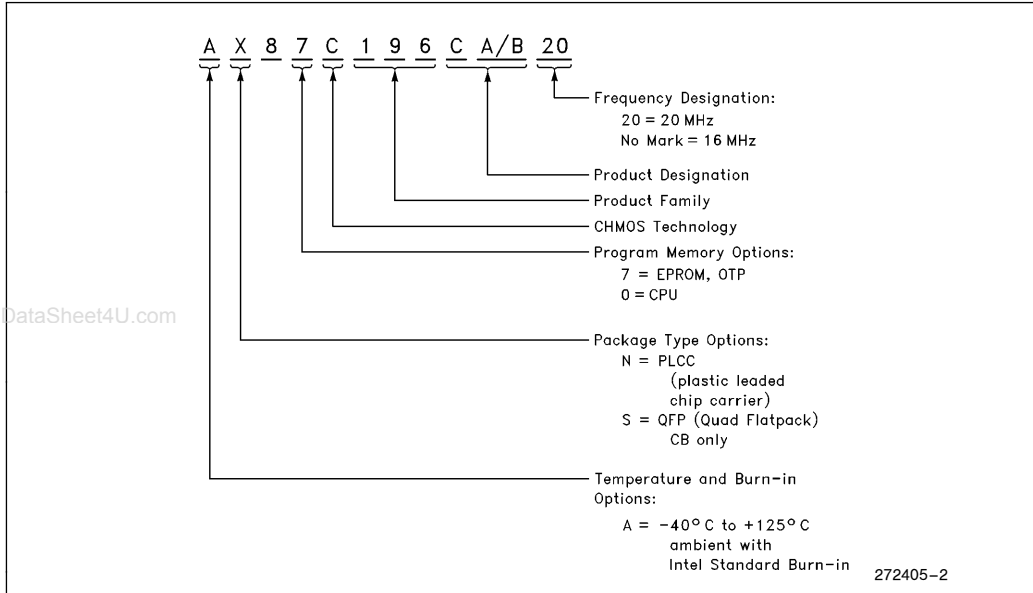 A X 8 7 C 1 9 6 C A/B 20
Frequency Designation:
20 = 20 MHz
No Mark = 16 MHz
Product Designation
Product Family
CHMOS Technology
Program Memory Options:
7 = EPROM, OTP
0 = CPU
DataSheet4U.com
Package Type Options:
N = PLCC
(plastic leaded
chip carrier)
S = QFP (Quad Flatpack)
CB only
Temperature and Burn-in
Options:
A = -40° C to +125° C
ambient with
Intel Standard Burn-in
272405-2